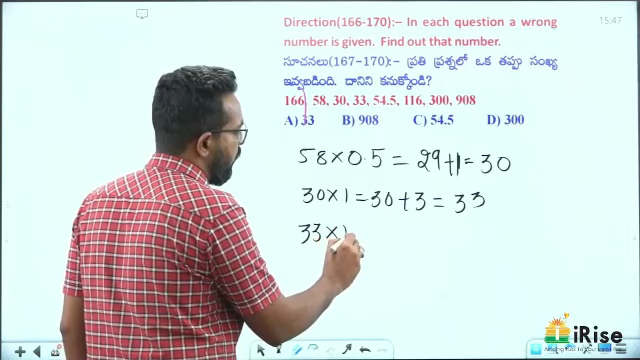 Direction(166-170):– In each question a wrong
number is given. Find out that number.
15:47
సూచనలు(167-170):– ప్రతి ప్రశ్నలో ఒక తప్పు సంఖ్య
ఇవ్వబడింది. దానిని కనుక్కోండి?
166, 58, 30, 33, 54.5, 116, 300, 908
A) 33 B) 908 C) 54.5 D) 300
58 × 0.5 = 29 + 1 = 30
30 × 1 = 30 + 3 = 33
33 × 1
iRise